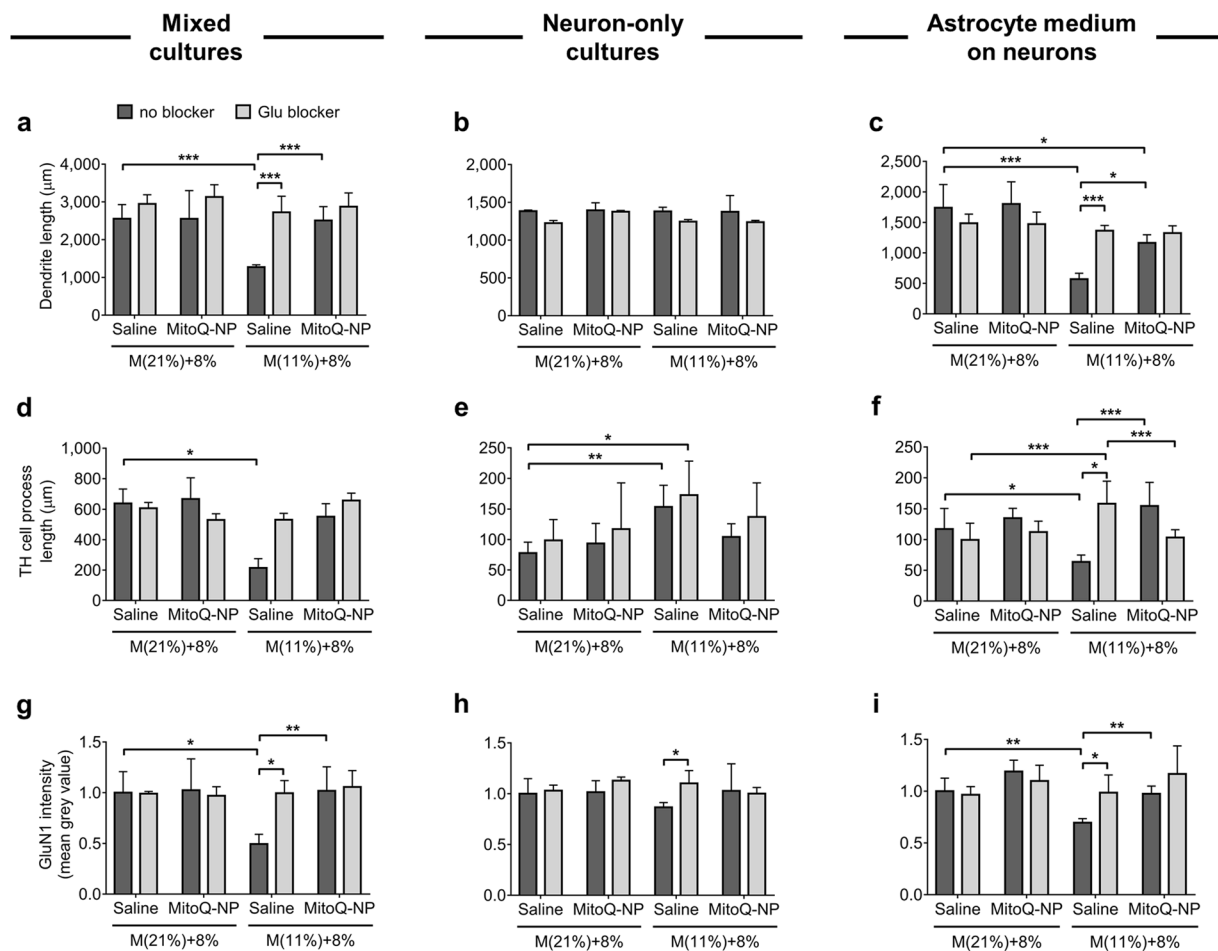 Mixed
cultures
Neuron-only
cultures
Astrocyte medium
on neurons
no blocker
Glu blocker
a
Dendrite length (μm)
4,000
3,000
2,000
1,000
0
***
***
***
Saline MitoQ-NP Saline MitoQ-NP
M(21%)+8% M(11%)+8%
b
2,000
1,500
1,000
500
0
Saline MitoQ-NP Saline MitoQ-NP
M(21%)+8% M(11%)+8%
c
2,500
2,000
1,500
1,000
500
0
*
***
*
***
Saline MitoQ-NP Saline MitoQ-NP
M(21%)+8% M(11%)+8%
d
TH cell process
length (μm)
1,000
800
600
400
200
0
*
Saline MitoQ-NP Saline MitoQ-NP
M(21%)+8% M(11%)+8%
e
250
200
150
100
50
0
*
**
Saline MitoQ-NP Saline MitoQ-NP
M(21%)+8% M(11%)+8%
f
250
200
150
100
50
0
***
***
***
*
*
Saline MitoQ-NP Saline MitoQ-NP
M(21%)+8% M(11%)+8%
g
GluN1 intensity
(mean grey value)
1.5
1.0
0.5
0.0
**
*
*
Saline MitoQ-NP Saline MitoQ-NP
M(21%)+8% M(11%)+8%
h
1.5
1.0
0.5
0.0
*
Saline MitoQ-NP Saline MitoQ-NP
M(21%)+8% M(11%)+8%
i
1.5
1.0
0.5
0.0
**
**
*
Saline MitoQ-NP Saline MitoQ-NP
M(21%)+8% M(11%)+8%